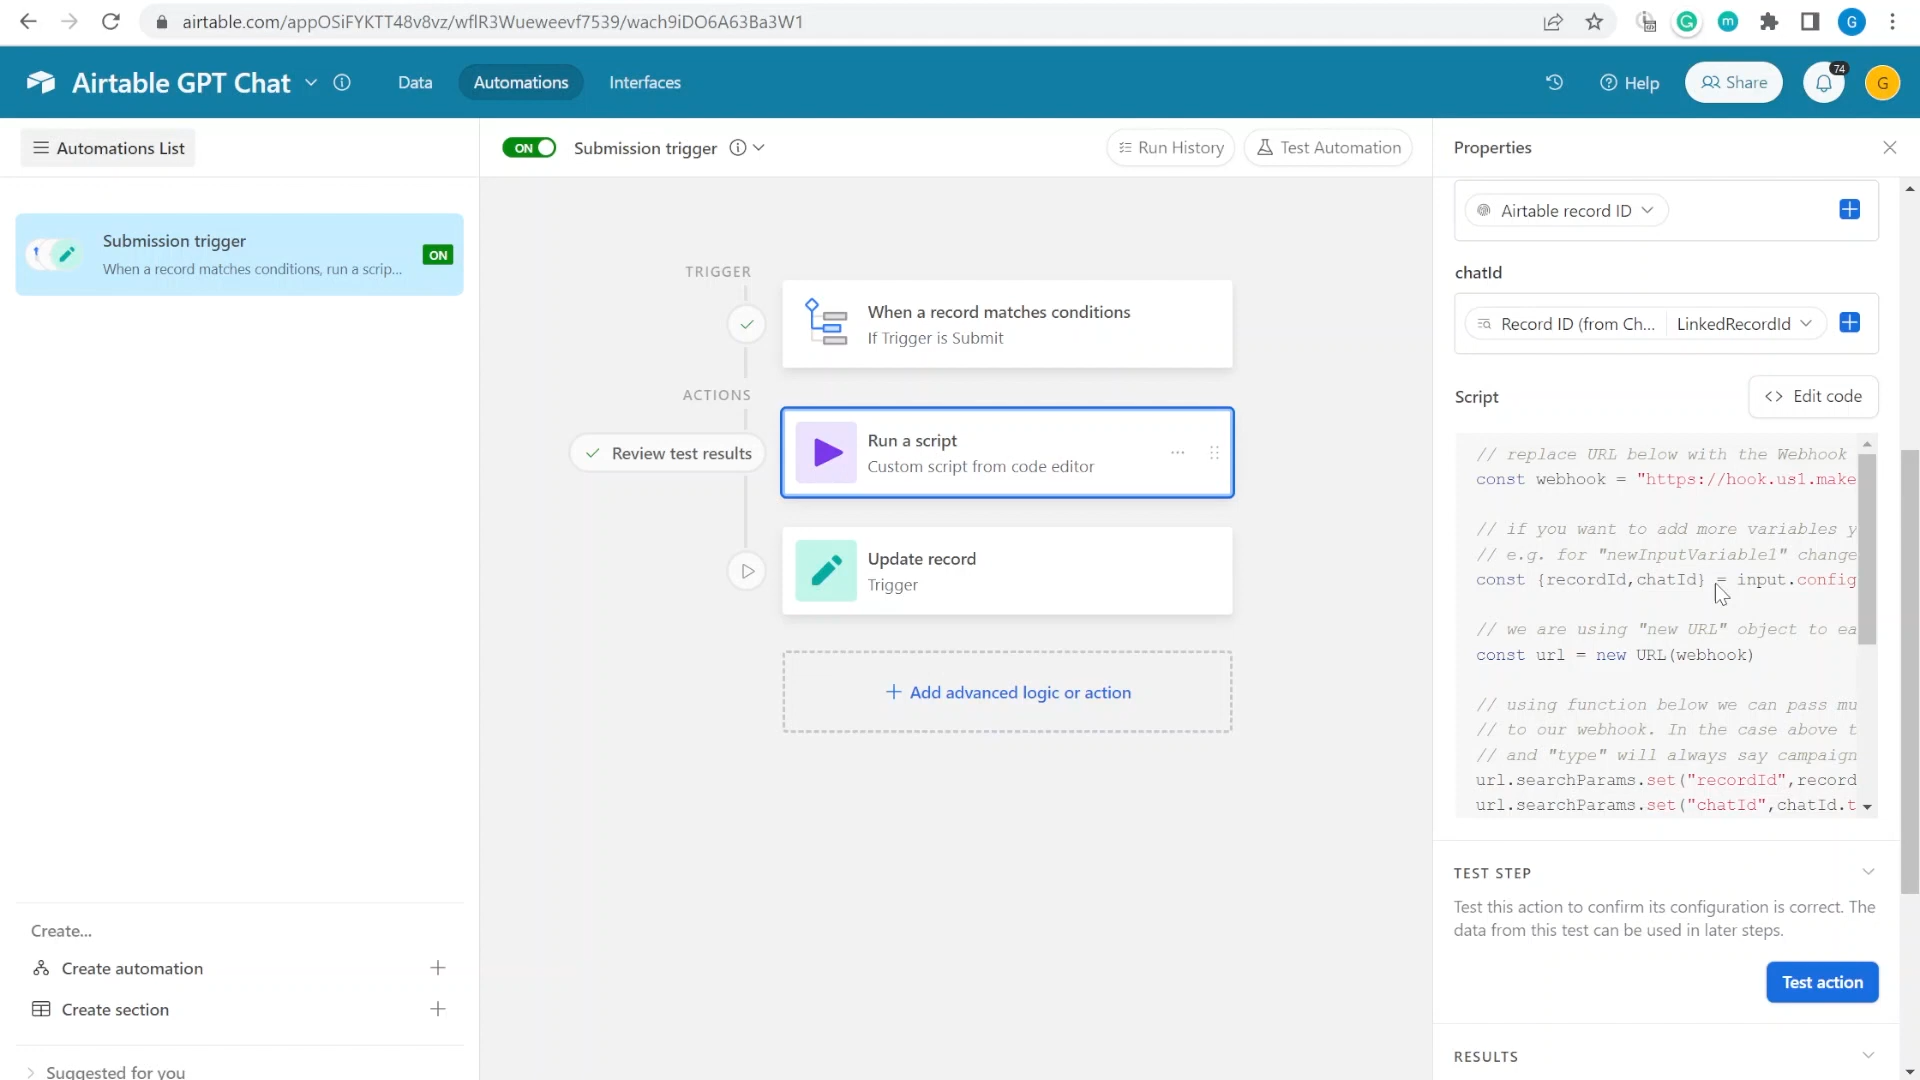 airtable.com/appOSiFYKTT48v8vz/wflR3Wueweevf7539/wach9iDO6A63Ba3W1
G
Airtable GPT Chat
Data
Automations
Interfaces
Help
Share
74
G
Automations List
ON
Submission trigger
Run History
Test Automation
Properties
Submission trigger
When a record matches conditions, run a scrip...
ON
TRIGGER
When a record matches conditions
If Trigger is Submit
ACTIONS
Review test results
Run a script
Custom script from code editor
Update record
Trigger
Add advanced logic or action
Create...
Create automation
Create section
Suggested for you
Airtable record ID
chatId
Record ID (from Ch... LinkedRecordId
Script
<> Edit code
// replace URL below with the Webhook
const webhook = "https://hook.us1.make
// if you want to add more variables y
// e.g. for "newInputVariable1" change
const {recordId,chatId} = input.config
// we are using "new URL" object to ea
const url = new URL(webhook)
// using function below we can pass mu
// to our webhook. In the case above t
// and "type" will always say campaign
url.searchParams.set("recordId",record
url.searchParams.set("chatId",chatId.t
TEST STEP
Test this action to confirm its configuration is correct. The
data from this test can be used in later steps.
Test action
RESULTS